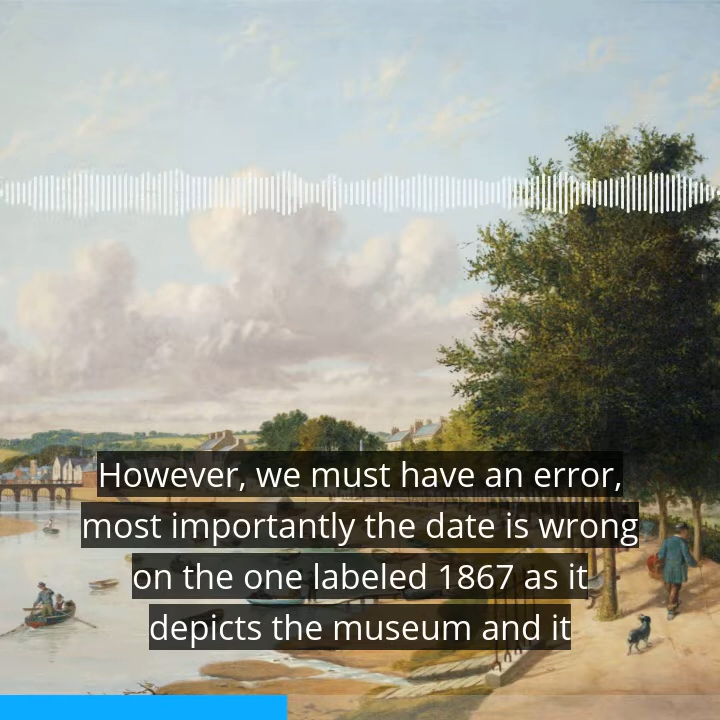 However, we must have an error,
most importantly the date is wrong
on the one labeled 1867 as it
depicts the museum and it